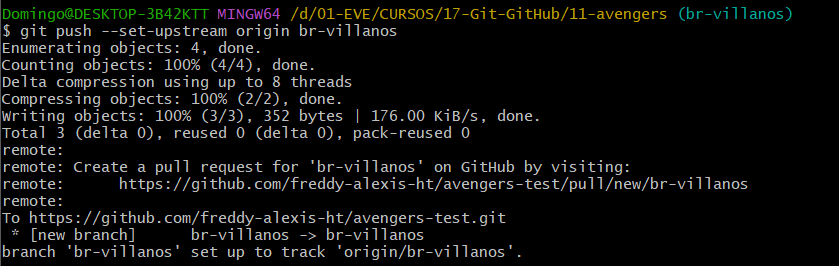 Domingo@DESKTOP-3B42KTT MINGW64 /d/01-EVE/CURSOS/17-Git-GitHub/11-avengers (br-villanos)
$ git push --set-upstream origin br-villanos
Enumerating objects: 4, done.
Counting objects: 100% (4/4), done.
Delta compression using up to 8 threads
Compressing objects: 100% (2/2), done.
Writing objects: 100% (3/3), 352 bytes | 176.00 KiB/s, done.
Total 3 (delta 0), reused 0 (delta 0), pack-reused 0
remote:
remote: Create a pull request for 'br-villanos' on GitHub by visiting:
remote:      https://github.com/freddy-alexis-ht/avengers-test/pull/new/br-villanos
remote:
To https://github.com/freddy-alexis-ht/avengers-test.git
 * [new branch]      br-villanos -> br-villanos
branch 'br-villanos' set up to track 'origin/br-villanos'.